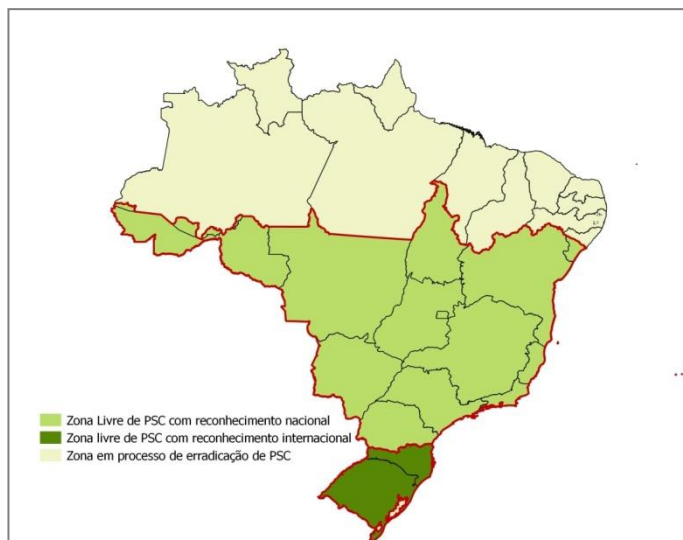 Zona Livre de PSC com reconhecimento nacional
Zona livre de PSC com reconhecimento internacional
Zona em processo de erradicação de PSC